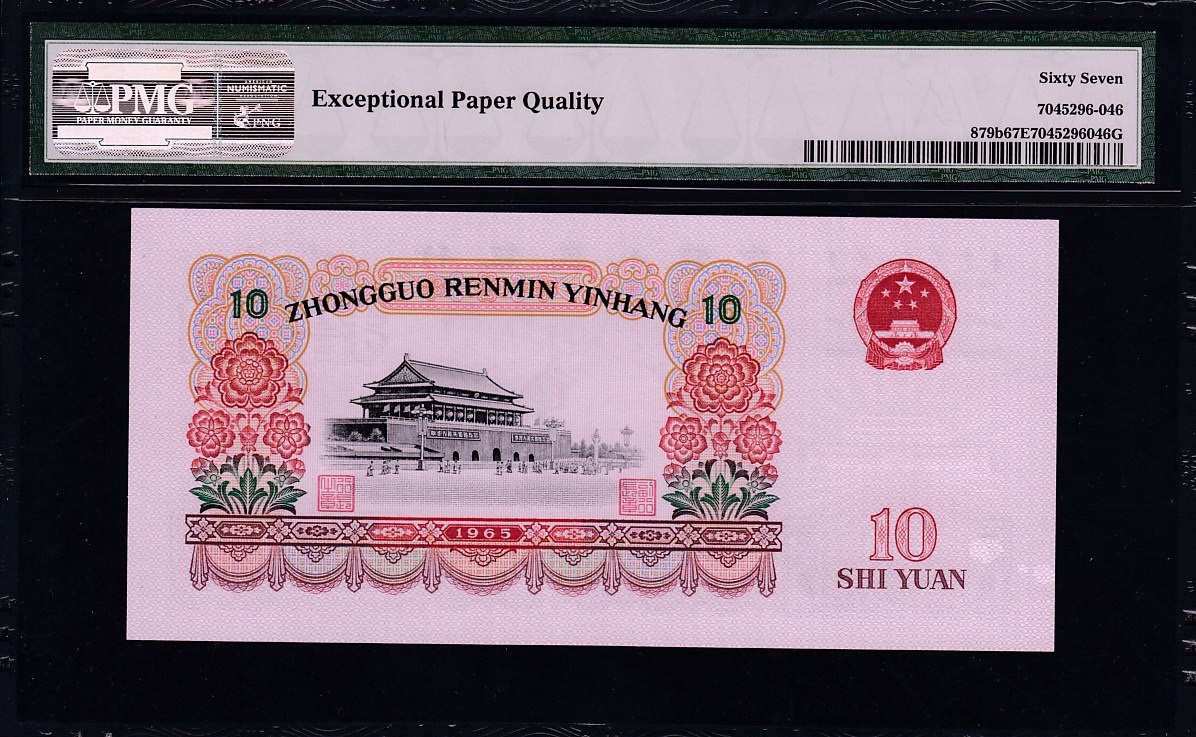 PMG
PAPER MONEY GUARANTY
NUMISMATIC
PNG
Exceptional Paper Quality
Sixty Seven
7045296-046
879b67E7045296046G
10 ZHONGGUO RENMIN YINHANG 10
1965
10
SHI YUAN